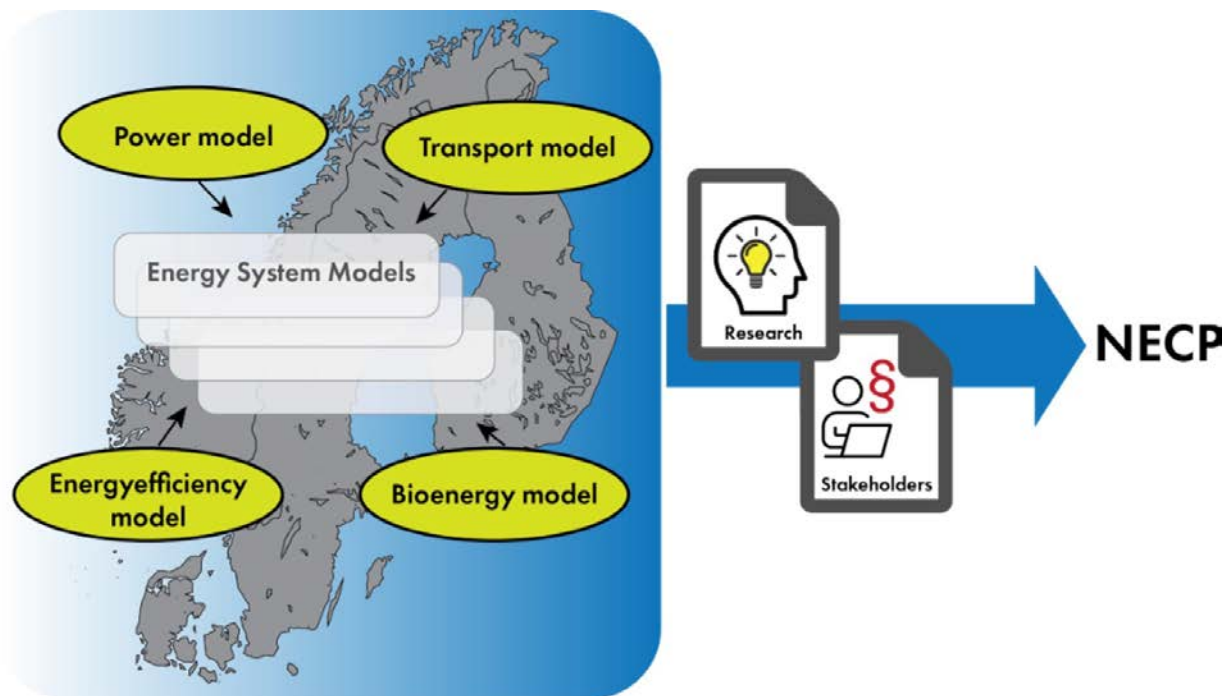 Power model
Transport model
Energy System Models
Energyefficiency
model
Bioenergy model
Research
§
Stakeholders
NECP